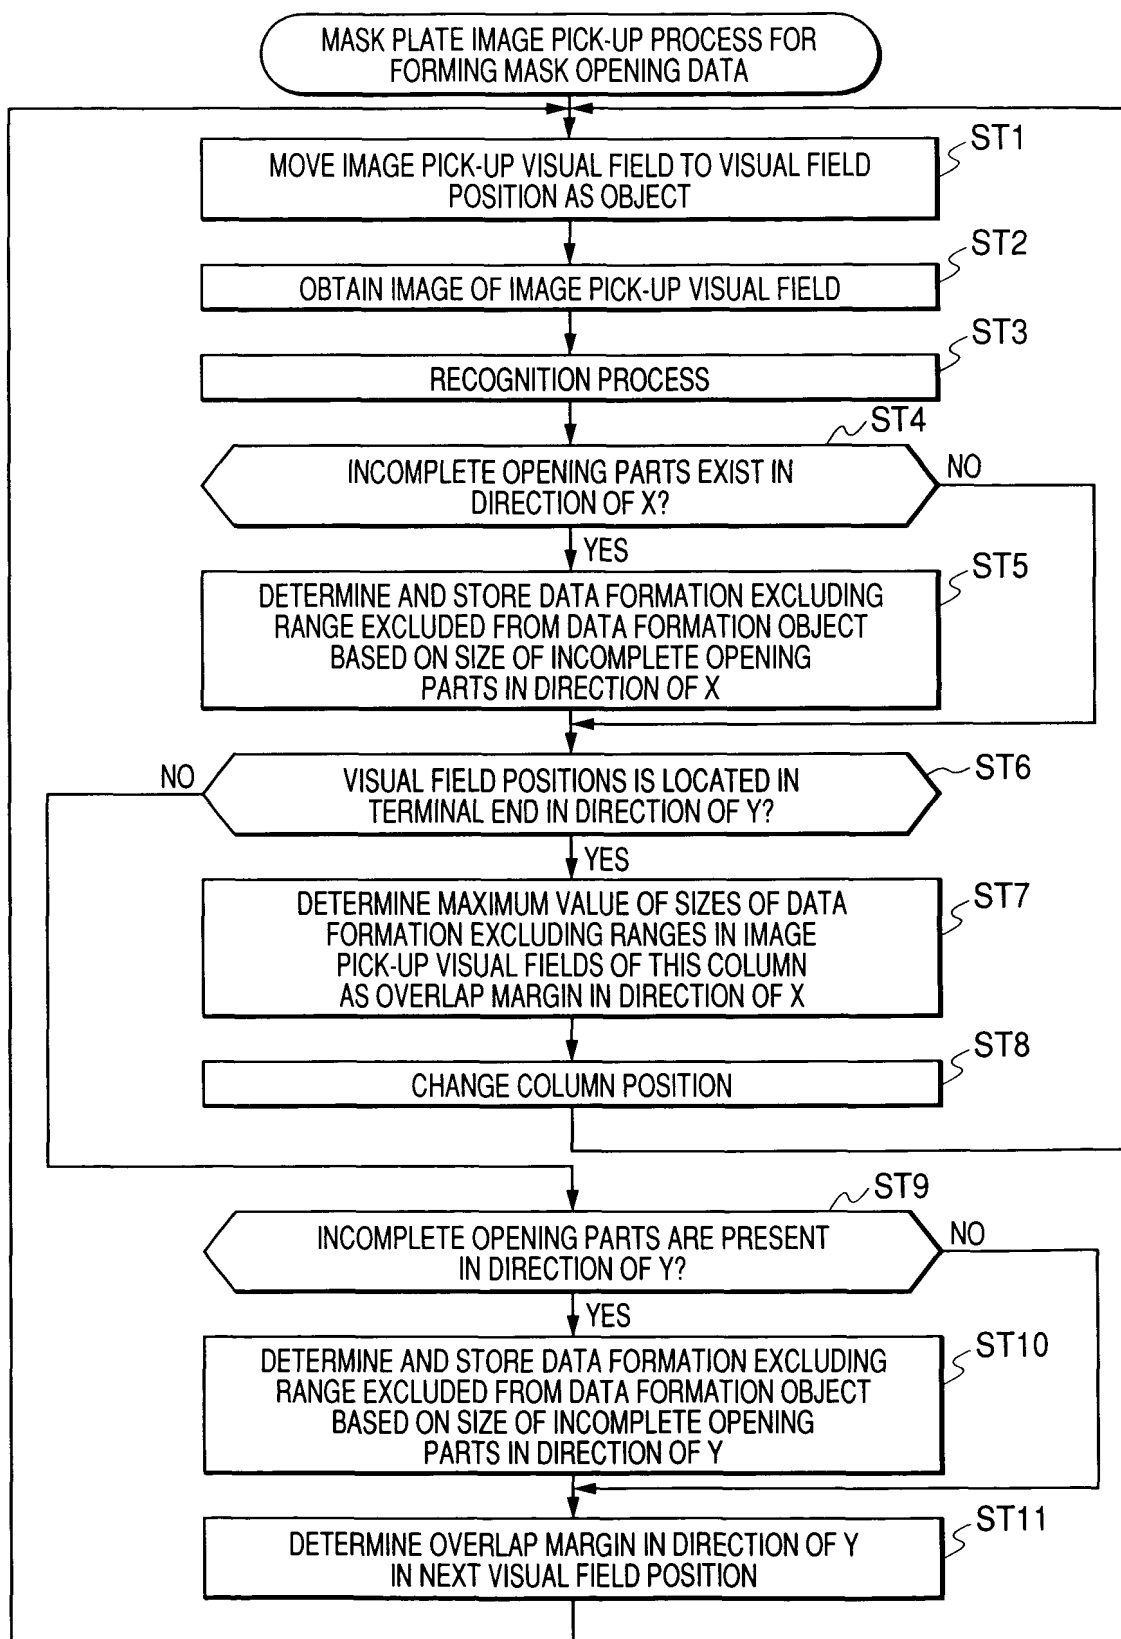 MASK PLATE IMAGE PICK-UP PROCESS FOR
FORMING MASK OPENING DATA
ST1
MOVE IMAGE PICK-UP VISUAL FIELD TO VISUAL FIELD
POSITION AS OBJECT
ST2
OBTAIN IMAGE OF IMAGE PICK-UP VISUAL FIELD
ST3
RECOGNITION PROCESS
ST4
INCOMPLETE OPENING PARTS EXIST IN
DIRECTION OF X?
NO
YES
ST5
DETERMINE AND STORE DATA FORMATION EXCLUDING
RANGE EXCLUDED FROM DATA FORMATION OBJECT
BASED ON SIZE OF INCOMPLETE OPENING
PARTS IN DIRECTION OF X
NO
VISUAL FIELD POSITIONS IS LOCATED IN
TERMINAL END IN DIRECTION OF Y?
ST6
YES
ST7
DETERMINE MAXIMUM VALUE OF SIZES OF DATA
FORMATION EXCLUDING RANGES IN IMAGE
PICK-UP VISUAL FIELDS OF THIS COLUMN
AS OVERLAP MARGIN IN DIRECTION OF X
ST8
CHANGE COLUMN POSITION
ST9
INCOMPLETE OPENING PARTS ARE PRESENT
IN DIRECTION OF Y?
NO
YES
ST10
DETERMINE AND STORE DATA FORMATION EXCLUDING
RANGE EXCLUDED FROM DATA FORMATION OBJECT
BASED ON SIZE OF INCOMPLETE OPENING
PARTS IN DIRECTION OF Y
ST11
DETERMINE OVERLAP MARGIN IN DIRECTION OF Y
IN NEXT VISUAL FIELD POSITION